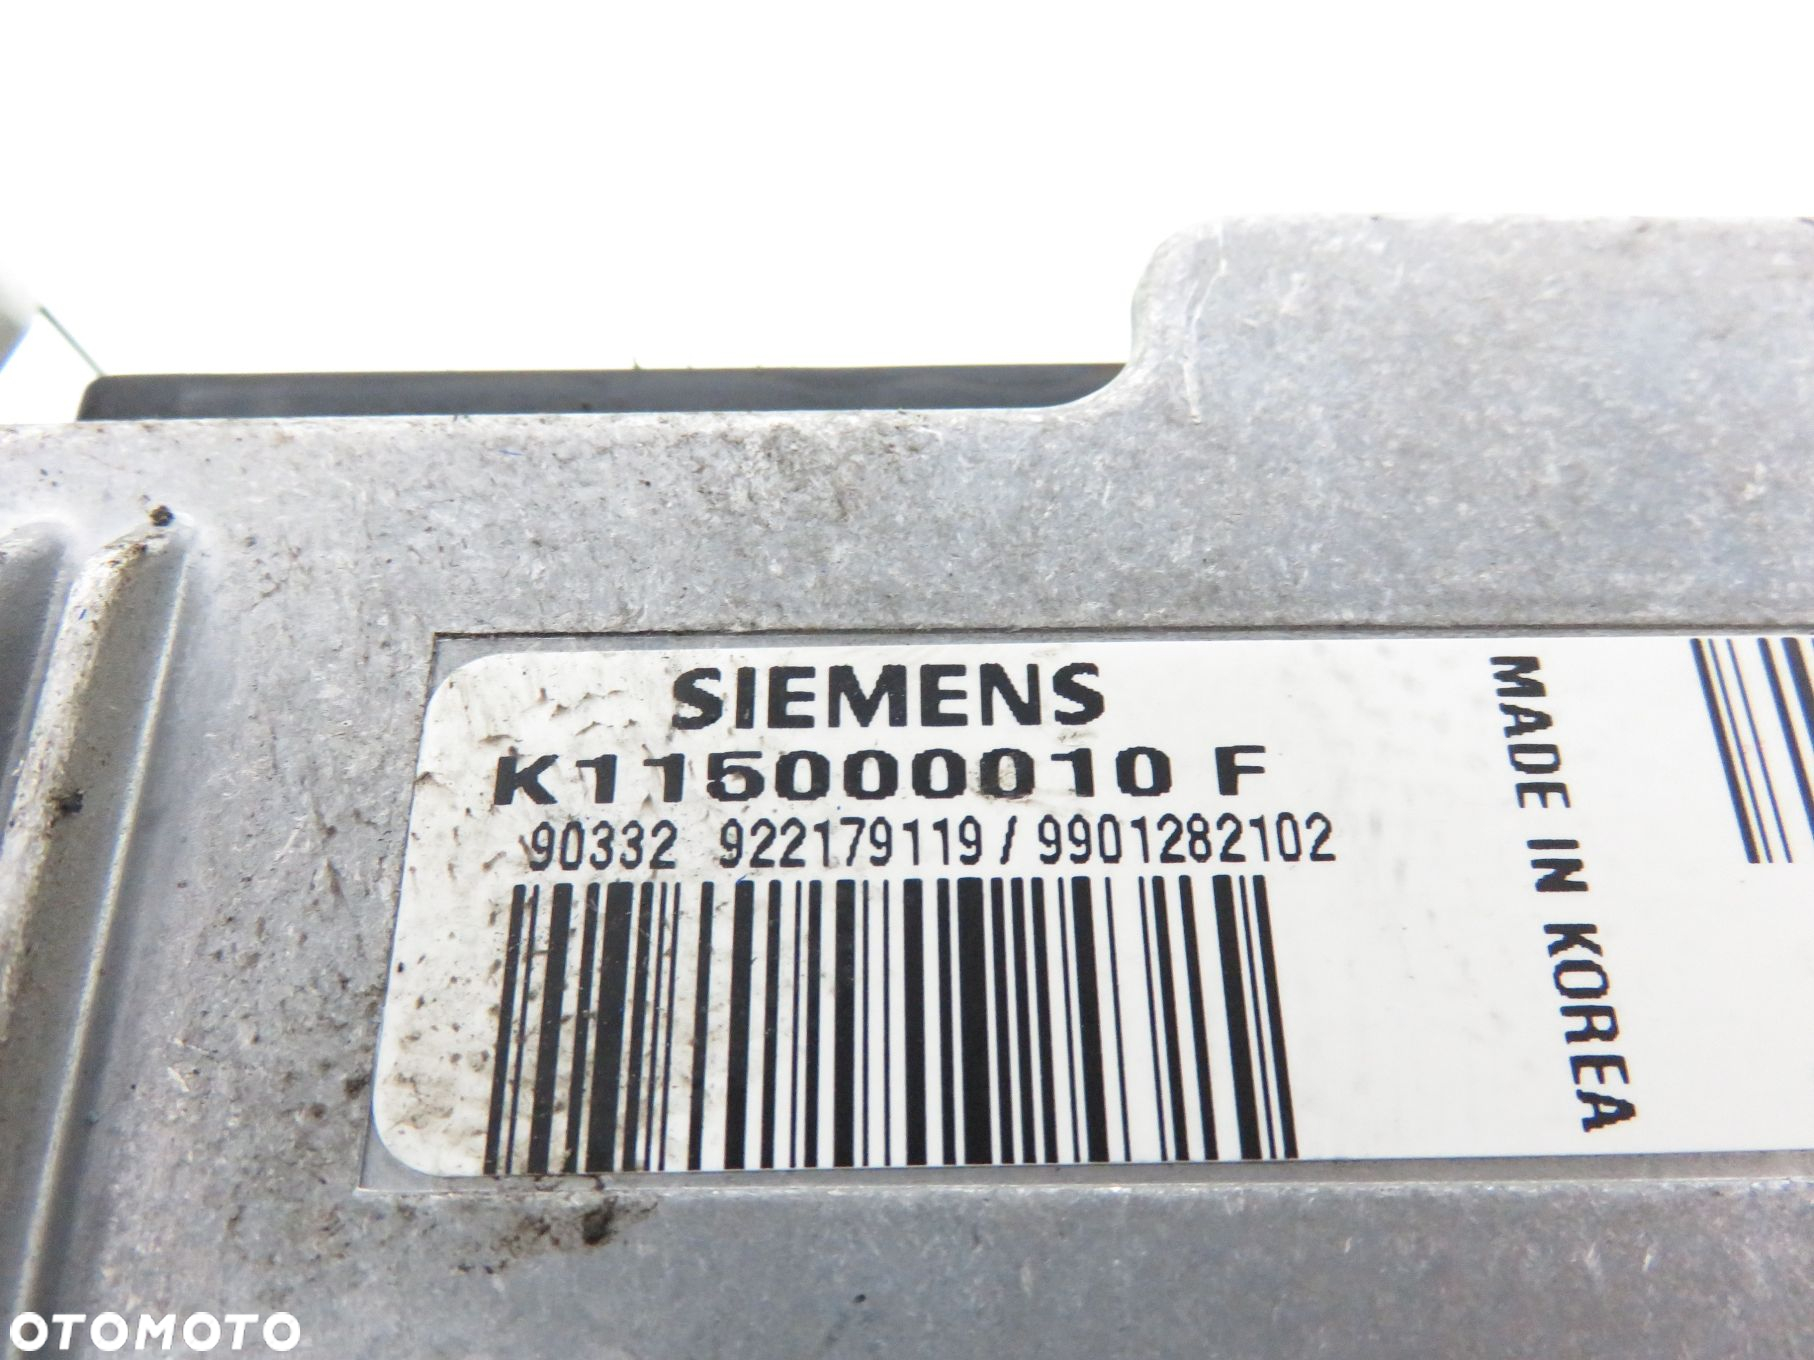 SIEMENS
K115000010 F
90332 922179119 / 9901282102
MADE IN KOREA
OTOMOTO